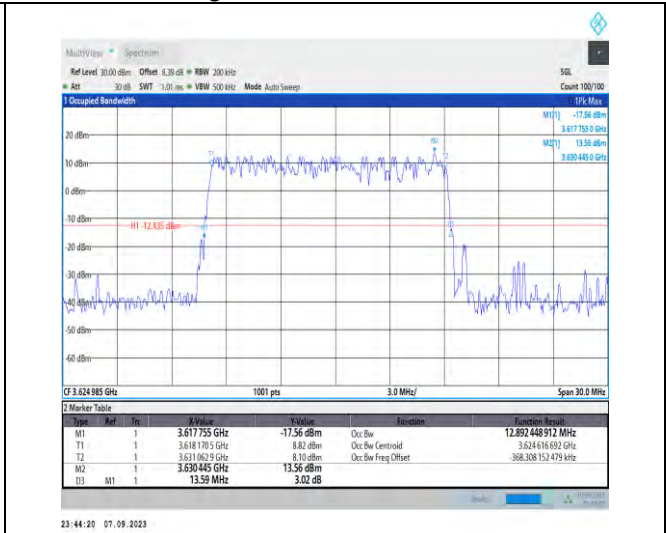 MultiView Spectrum
Ref Level 30.00 dBm Offset 8.39 dB RBW 200 kHz SGL
Att 30 dB SWT 1.01 ms VBW 500 kHz Mode Auto Sweep Count 100/100
1 Occupied Bandwidth 1Pk Max
M1[1] -17.56 dBm
3.617 755 0 GHz
M2[1] 13.56 dBm
3.630 445 0 GHz
20 dBm
M2
T1 T2
10 dBm
0 dBm
-10 dBm
H1 -12.435 dBm
-20 dBm
-30 dBm
-40 dBm
-50 dBm
-60 dBm
CF 3.624 985 GHz 1001 pts 3.0 MHz/ Span 30.0 MHz
2 Marker Table
Type Ref Trc X-Value Y-Value Function Function Result
M1 1 3.617 755 GHz -17.56 dBm Occ Bw 12.892 448 912 MHz
T1 1 3.618 170 5 GHz 8.82 dBm Occ Bw Centroid 3.624 616 692 GHz
T2 1 3.631 062 9 GHz 8.10 dBm Occ Bw Freq Offset -368.308 152 479 kHz
M2 1 3.630 445 GHz 13.56 dBm
D3 M1 1 13.59 MHz 3.02 dB
23:44:20 07.09.2023